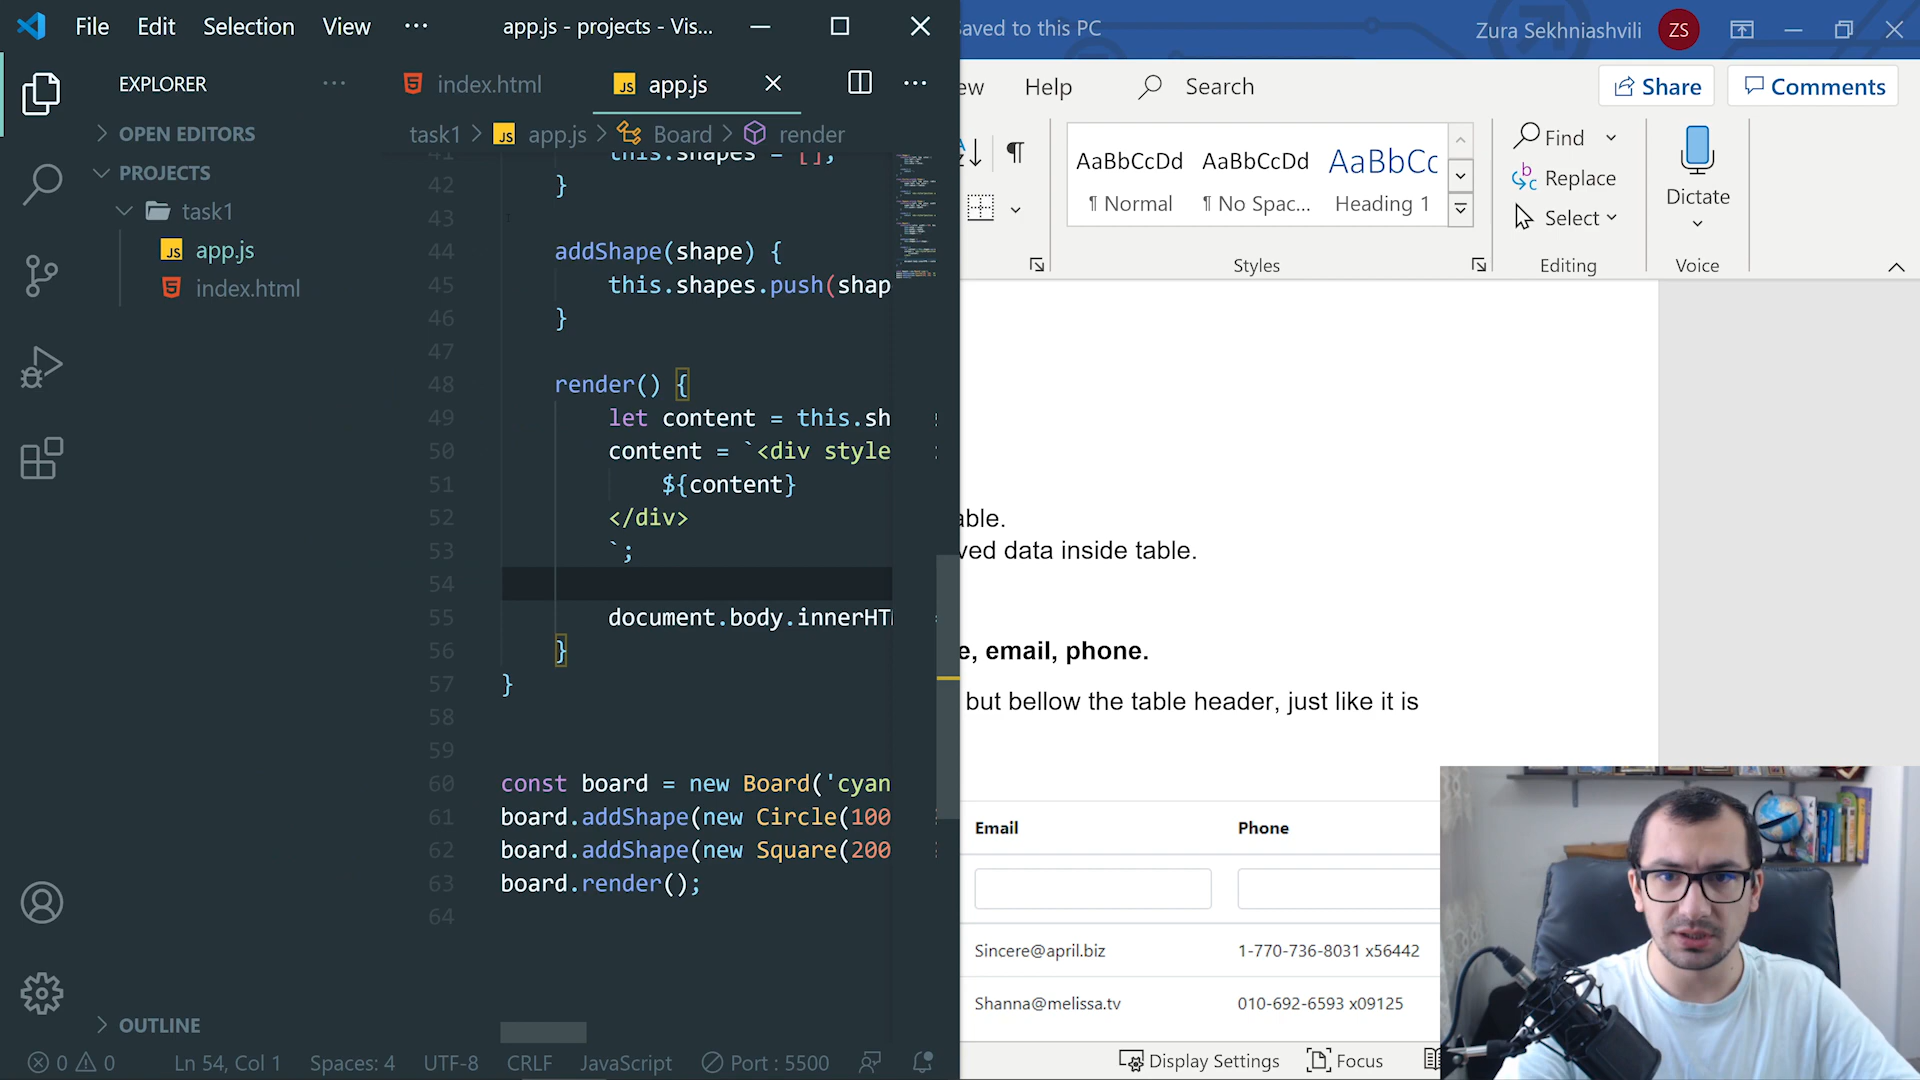 File Edit Selection View ··· app.js - projects - Vis...
EXPLORER ···
index.html
JS app.js
task1 > JS app.js > Board > render
OPEN EDITORS
PROJECTS
task1
JS app.js
index.html
OUTLINE
41 this.shapes = [];
42 }
43
44 addShape(shape) {
45 this.shapes.push(shap
46 }
47
48 render() {
49 let content = this.sh
50 content = `<div style
51 ${content}
52 </div>
53 `;
54
55 document.body.innerHT
56 }
57 }
58
59
60 const board = new Board('cyan
61 board.addShape(new Circle(100
62 board.addShape(new Square(200
63 board.render();
64
0 0 Ln 54, Col 1 Spaces: 4 UTF-8 CRLF JavaScript Port : 5500
Saved to this PC
Zura Sekhniashvili ZS
ew Help Search
Share Comments
AaBbCcDd AaBbCcDd AaBbCc
¶ Normal ¶ No Spac... Heading 1
Styles
Find
Replace
Select
Editing
Dictate
Voice
able.
ved data inside table.
e, email, phone.
but bellow the table header, just like it is
Email Phone
Sincere@april.biz 1-770-736-8031 x56442
Shanna@melissa.tv 010-692-6593 x09125
Display Settings Focus